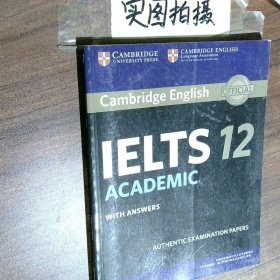 实图拍摄
CAMBRIDGE
UNIVERSITY PRESS
CAMBRIDGE ENGLISH
Language Assessment
Cambridge English
OFFICIAL
IELTS 12
ACADEMIC
WITH ANSWERS
AUTHENTIC EXAMINATION PAPERS